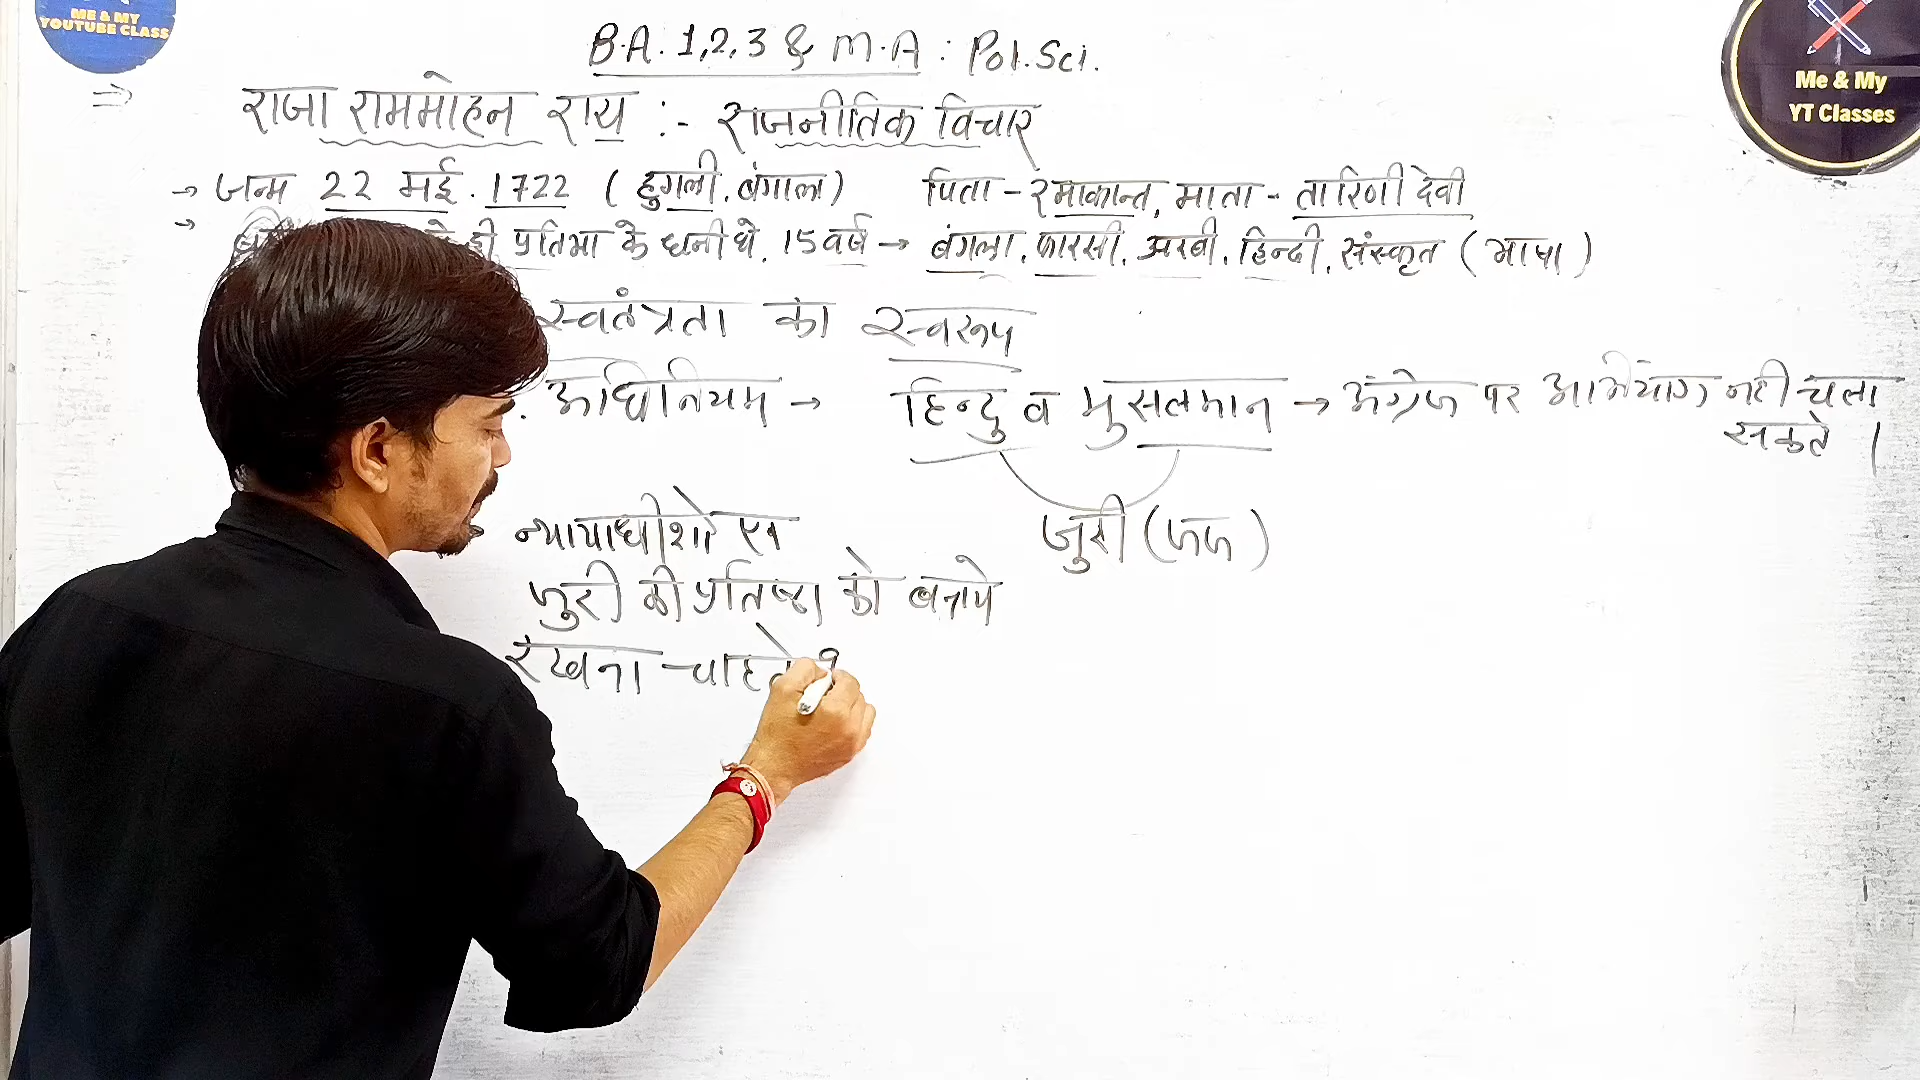 ME & MY
YOUTUBE CLASS
B.A. 1,2,3 & M.A : Pol.Sci.
Me & My
YT Classes
⇒ राजा राममोहन राय :- राजनीतिक विचार
→ जन्म 22 मई. 1722 (हुगली. बंगाल) पिता - रमाकान्त, माता - तारिणी देवी
→ ही प्रतिभा के धनी थे. 15 वर्ष → बंगला. फारसी. अरबी. हिन्दी. संस्कृत (भाषा)
स्वतंत्रता का स्वरूप
. अधिनियम → हिन्दु व मुसलमान → अंग्रेज पर अभियोग नही चला
सकते ।
न्यायाधीशो एव
जुरी (जज)
जुरी की प्रतिष्ठा को बनाये
रखना चाहते